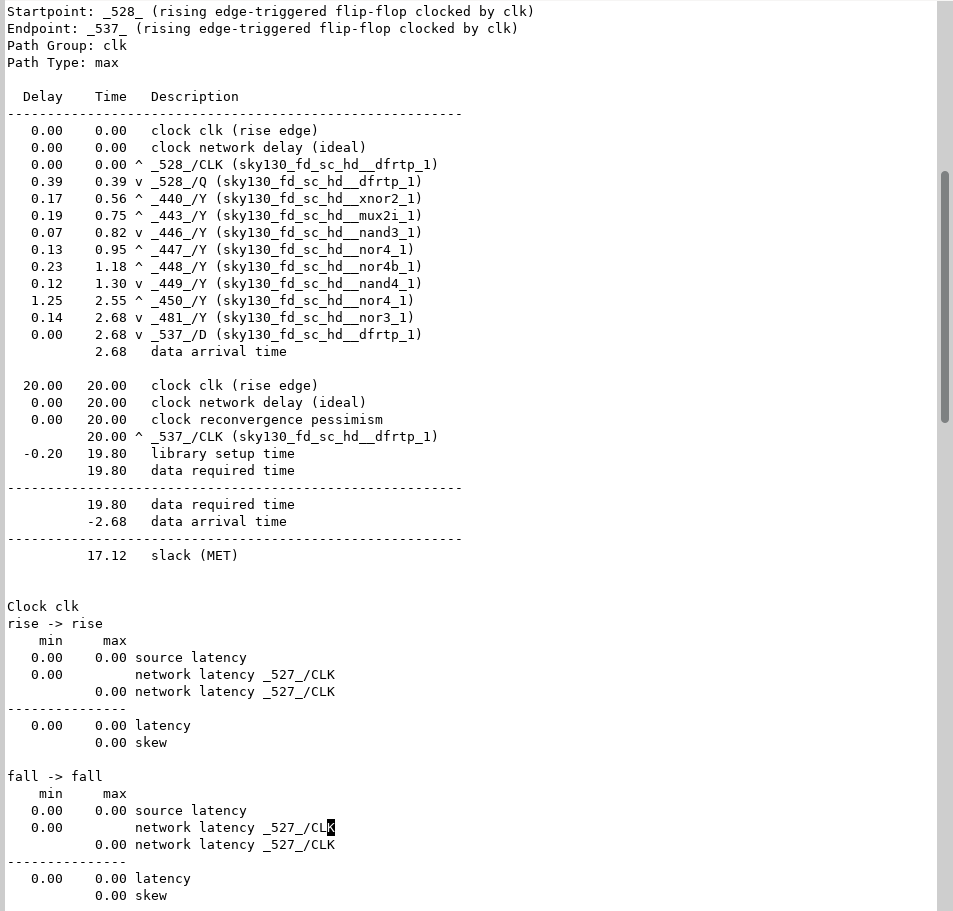 Startpoint: _528_ (rising edge-triggered flip-flop clocked by clk)
Endpoint: _537_ (rising edge-triggered flip-flop clocked by clk)
Path Group: clk
Path Type: max

  Delay    Time   Description
---------------------------------------------------------
   0.00    0.00   clock clk (rise edge)
   0.00    0.00   clock network delay (ideal)
   0.00    0.00 ^ _528_/CLK (sky130_fd_sc_hd__dfrtp_1)
   0.39    0.39 v _528_/Q (sky130_fd_sc_hd__dfrtp_1)
   0.17    0.56 ^ _440_/Y (sky130_fd_sc_hd__xnor2_1)
   0.19    0.75 ^ _443_/Y (sky130_fd_sc_hd__mux2i_1)
   0.07    0.82 v _446_/Y (sky130_fd_sc_hd__nand3_1)
   0.13    0.95 ^ _447_/Y (sky130_fd_sc_hd__nor4_1)
   0.23    1.18 ^ _448_/Y (sky130_fd_sc_hd__nor4b_1)
   0.12    1.30 v _449_/Y (sky130_fd_sc_hd__nand4_1)
   1.25    2.55 ^ _450_/Y (sky130_fd_sc_hd__nor4_1)
   0.14    2.68 v _481_/Y (sky130_fd_sc_hd__nor3_1)
   0.00    2.68 v _537_/D (sky130_fd_sc_hd__dfrtp_1)
           2.68   data arrival time

  20.00   20.00   clock clk (rise edge)
   0.00   20.00   clock network delay (ideal)
   0.00   20.00   clock reconvergence pessimism
          20.00 ^ _537_/CLK (sky130_fd_sc_hd__dfrtp_1)
  -0.20   19.80   library setup time
          19.80   data required time
---------------------------------------------------------
          19.80   data required time
          -2.68   data arrival time
---------------------------------------------------------
          17.12   slack (MET)


Clock clk
rise -> rise
    min     max
   0.00    0.00 source latency
   0.00         network latency _527_/CLK
           0.00 network latency _527_/CLK
---------------
   0.00    0.00 latency
           0.00 skew

fall -> fall
    min     max
   0.00    0.00 source latency
   0.00         network latency _527_/CLK
           0.00 network latency _527_/CLK
---------------
   0.00    0.00 latency
           0.00 skew